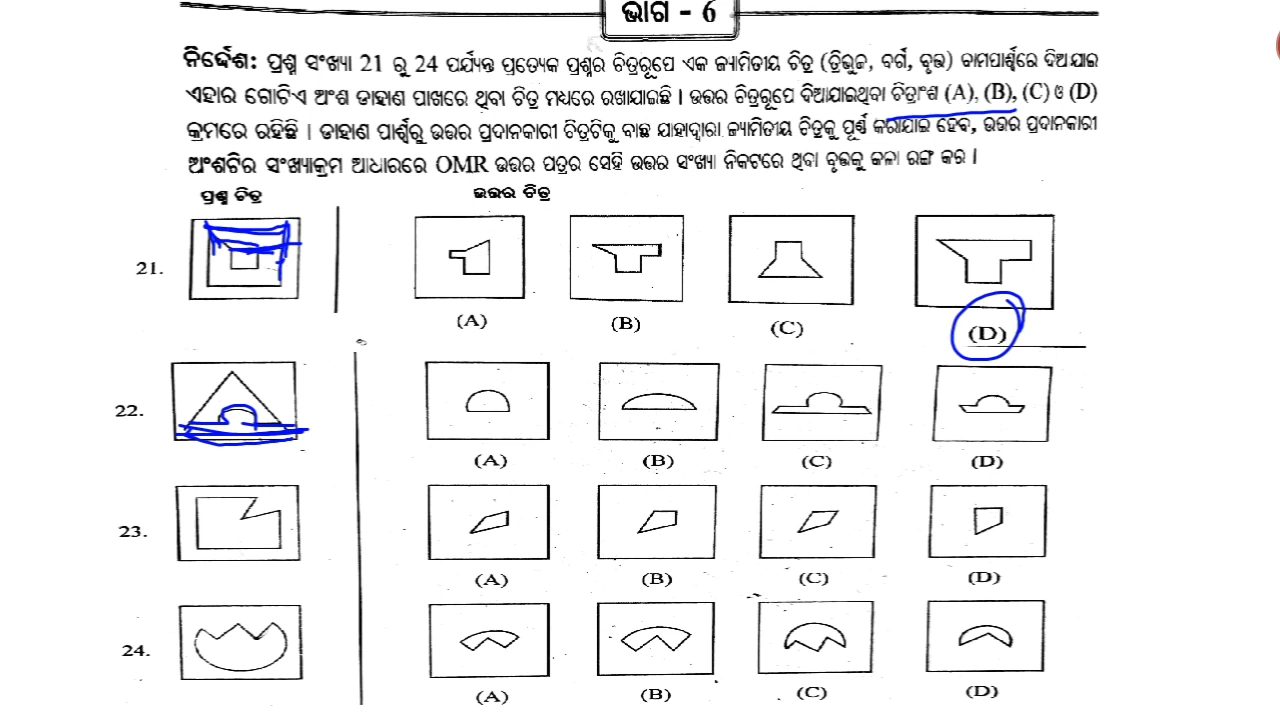 ଭାଗ - 6
ନିର୍ଦ୍ଦେଶ: ପ୍ରଶ୍ନ ସଂଖ୍ୟା 21 ରୁ 24 ପର୍ଯ୍ୟନ୍ତ ପ୍ରତ୍ୟେକ ପ୍ରଶ୍ନର ଚିତ୍ରରୂପେ ଏକ ଜ୍ୟାମିତୀୟ ଚିତ୍ର (ତ୍ରିଭୁଜ, ବର୍ଗ, ବୃତ୍ତ) ବାମପାର୍ଶ୍ୱରେ ଦିଆଯାଇ
ଏହାର ଗୋଟିଏ ଅଂଶ ଡାହାଣ ପାଖରେ ଥିବା ଚିତ୍ର ମଧ୍ୟରେ ରଖାଯାଇଛି । ଉତ୍ତର ଚିତ୍ରରୂପେ ଦିଆଯାଇଥିବା ଚିତ୍ରାଂଶ (A), (B), (C) ଓ (D)
କ୍ରମରେ ରହିଛି । ଡାହାଣ ପାର୍ଶ୍ୱରୁ ଉତ୍ତର ପ୍ରଦାନକାରୀ ଚିତ୍ରଟିକୁ ବାଛ ଯାହାଦ୍ୱାରା ଜ୍ୟାମିତୀୟ ଚିତ୍ରକୁ ପୂର୍ଣ୍ଣ କରାଯାଇ ହେବ, ଉତ୍ତର ପ୍ରଦାନକାରୀ
ଅଂଶଟିର ସଂଖ୍ୟାକ୍ରମ ଆଧାରରେ OMR ଉତ୍ତର ପତ୍ରର ସେହି ଉତ୍ତର ସଂଖ୍ୟା ନିକଟରେ ଥିବା ବୃତ୍ତକୁ କଳା ରଙ୍ଗ କର ।
ପ୍ରଶ୍ନ ଚିତ୍ର ଉତ୍ତର ଚିତ୍ର
21.
(A) (B) (C) (D)
22.
(A) (B) (C) (D)
23.
(A) (B) (C) (D)
24.
(A) (B) (C) (D)